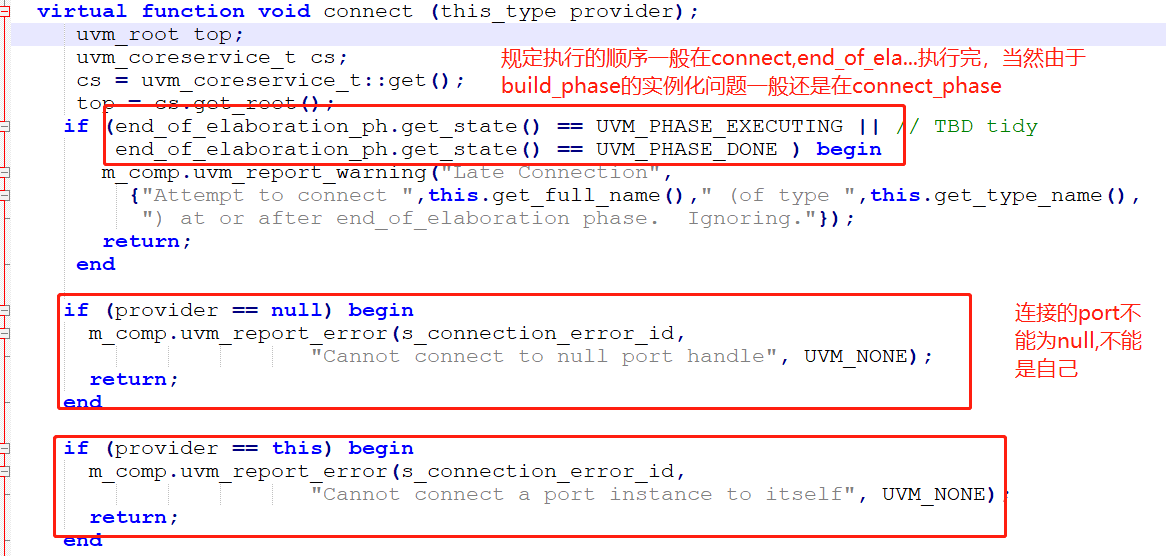 virtual function void connect (this_type provider);
uvm_root top;
uvm_coreservice_t cs;
cs = uvm_coreservice_t::get();
top = cs.get_root();
规定执行的顺序一般在connect,end_of_ela...执行完，当然由于
build_phase的实例化问题一般还是在connect_phase
if (end_of_elaboration_ph.get_state() == UVM_PHASE_EXECUTING || // TBD tidy
end_of_elaboration_ph.get_state() == UVM_PHASE_DONE ) begin
m_comp.uvm_report_warning("Late Connection",
{"Attempt to connect ",this.get_full_name()," (of type ",this.get_type_name(),
") at or after end_of_elaboration phase.  Ignoring."});
return;
end
if (provider == null) begin
m_comp.uvm_report_error(s_connection_error_id,
"Cannot connect to null port handle", UVM_NONE);
return;
end
连接的port不
能为null,不能
是自己
if (provider == this) begin
m_comp.uvm_report_error(s_connection_error_id,
"Cannot connect a port instance to itself", UVM_NONE);
return;
end